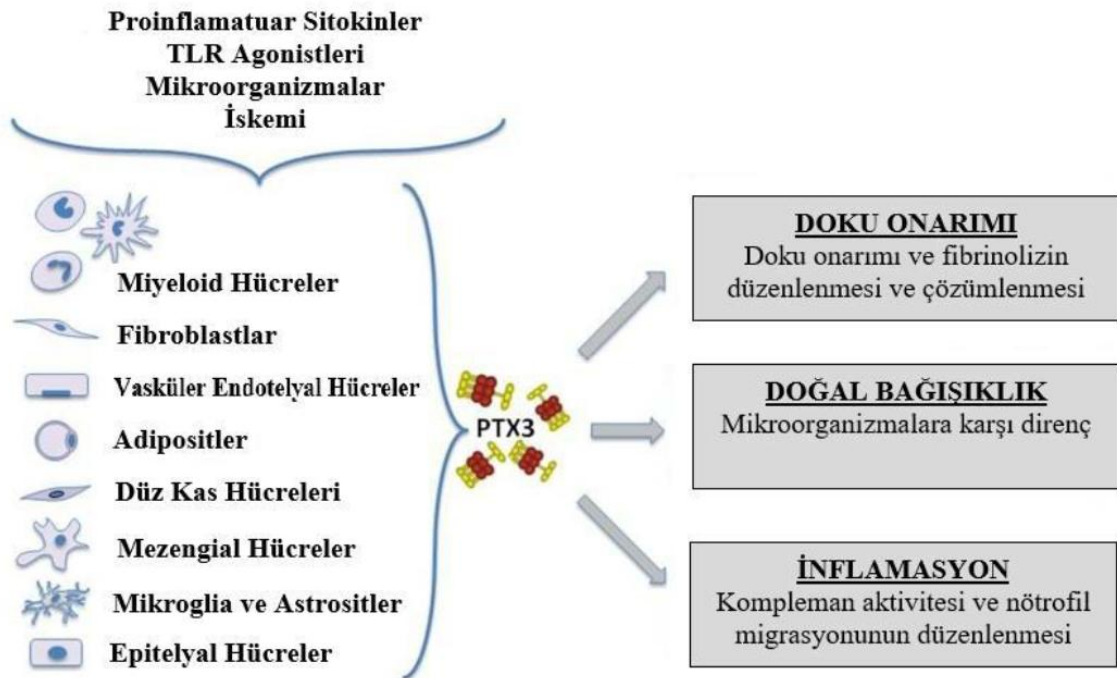 Proinflamatuar Sitokinler
TLR Agonistleri
Mikroorganizmalar
İskemi
Miyeloid Hücreler
Fibroblastlar
Vasküler Endotelyal Hücreler
Adipositler
Düz Kas Hücreleri
Mezengial Hücreler
Mikroglia ve Astrositler
Epitelyal Hücreler
PTX3
DOKU ONARIMI
Doku onarımı ve fibrinolizin
düzenlenmesi ve çözümlenmesi
DOĞAL BAĞIŞIKLIK
Mikroorganizmalara karşı direnç
İNFLAMASYON
Kompleman aktivitesi ve nötrofil
migrasyonunun düzenlenmesi